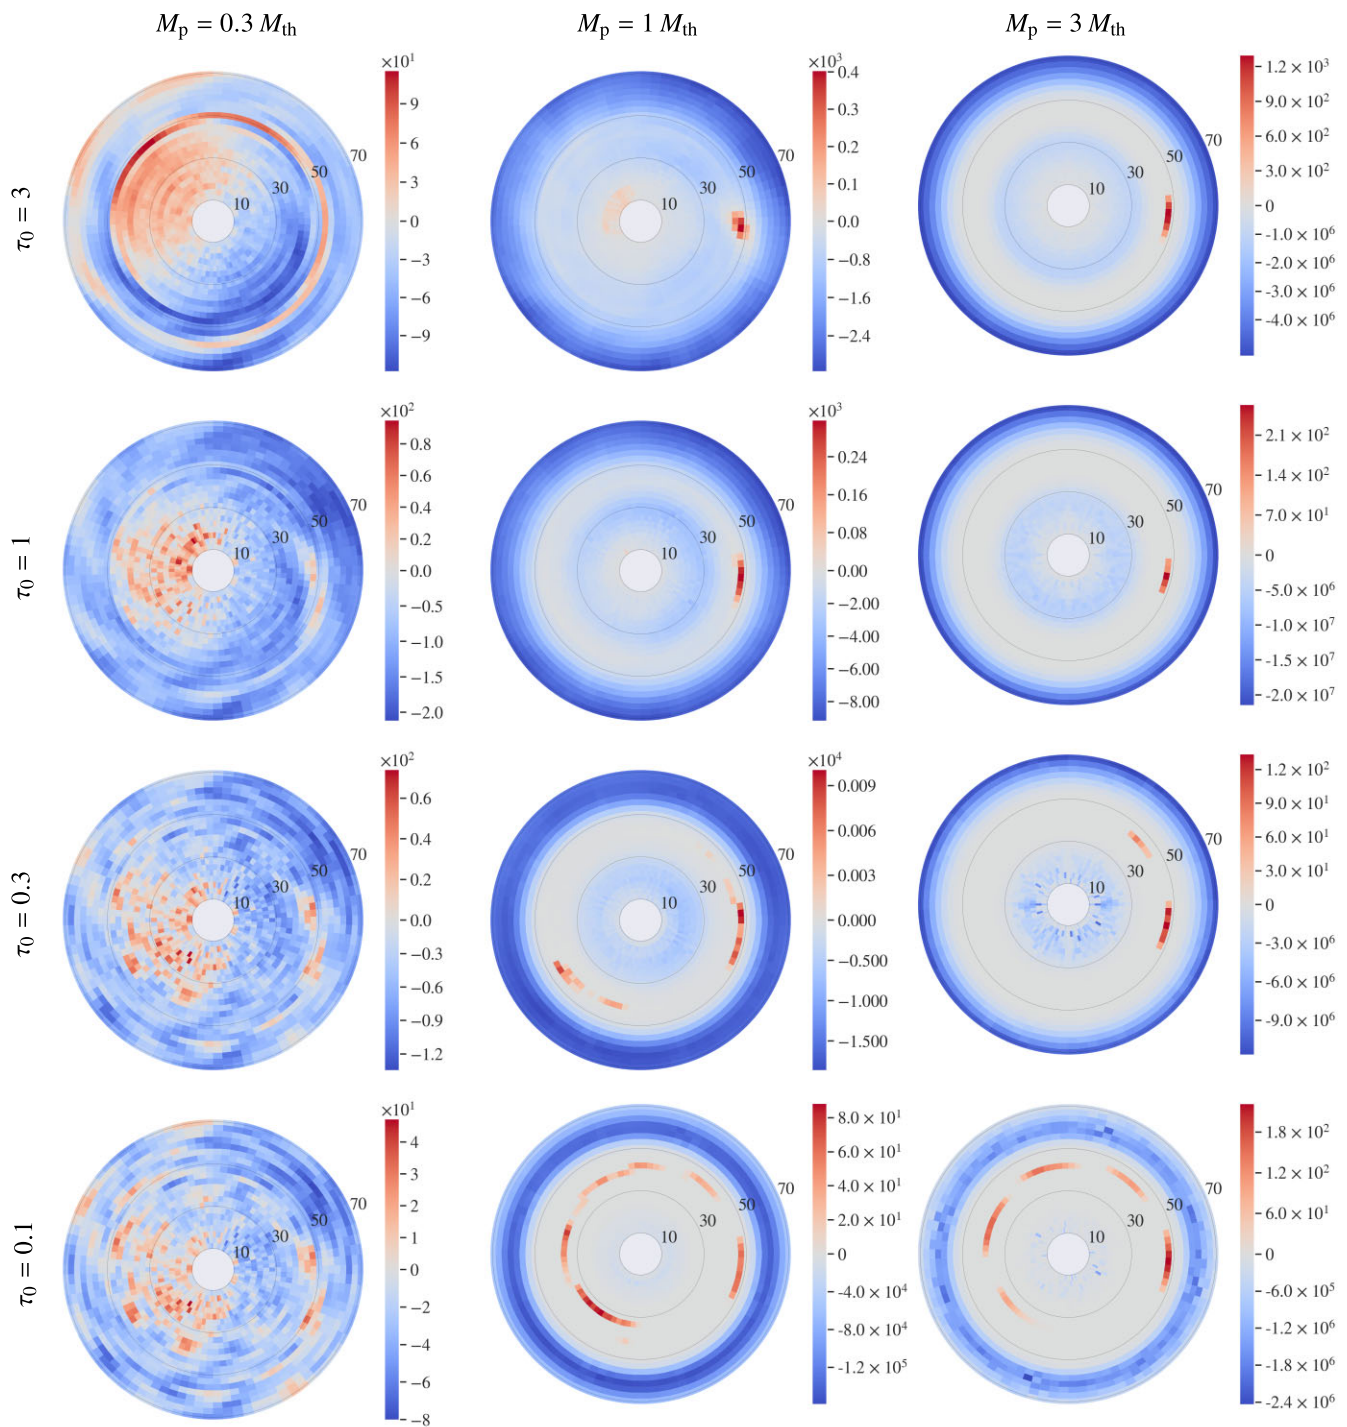 Mp = 0.3 Mth
Mp = 1 Mth
Mp = 3 Mth
τ0 = 3
10
30
50
70
×10¹
9
6
3
0
−3
−6
−9
10
30
50
70
×10³
0.4
0.3
0.2
0.1
0.0
−0.8
−1.6
−2.4
10
30
50
70
1.2 × 10³
9.0 × 10²
6.0 × 10²
3.0 × 10²
0
-1.0 × 10⁶
-2.0 × 10⁶
-3.0 × 10⁶
-4.0 × 10⁶
τ0 = 1
10
30
50
70
×10²
0.8
0.6
0.4
0.2
0.0
−0.5
−1.0
−1.5
−2.0
10
30
50
70
×10³
0.24
0.16
0.08
0.00
−2.00
−4.00
−6.00
−8.00
10
30
50
70
2.1 × 10²
1.4 × 10²
7.0 × 10¹
0
-5.0 × 10⁶
-1.0 × 10⁷
-1.5 × 10⁷
-2.0 × 10⁷
τ0 = 0.3
10
30
50
70
×10²
0.6
0.4
0.2
0.0
−0.3
−0.6
−0.9
−1.2
10
30
50
70
×10⁴
0.009
0.006
0.003
0.000
−0.500
−1.000
−1.500
10
30
50
70
1.2 × 10²
9.0 × 10¹
6.0 × 10¹
3.0 × 10¹
0
-3.0 × 10⁶
-6.0 × 10⁶
-9.0 × 10⁶
τ0 = 0.1
10
30
50
70
×10¹
4
3
2
1
0
−2
−4
−6
−8
10
30
50
70
8.0 × 10¹
6.0 × 10¹
4.0 × 10¹
2.0 × 10¹
0
-4.0 × 10⁴
-8.0 × 10⁴
-1.2 × 10⁵
10
30
50
70
1.8 × 10²
1.2 × 10²
6.0 × 10¹
0
-6.0 × 10⁵
-1.2 × 10⁶
-1.8 × 10⁶
-2.4 × 10⁶